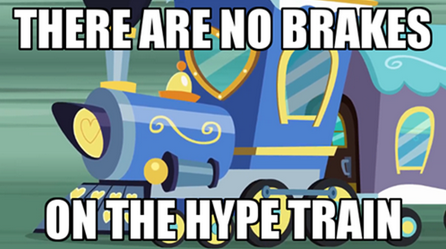 THERE ARE NO BRAKES
ON THE HYPE TRAIN